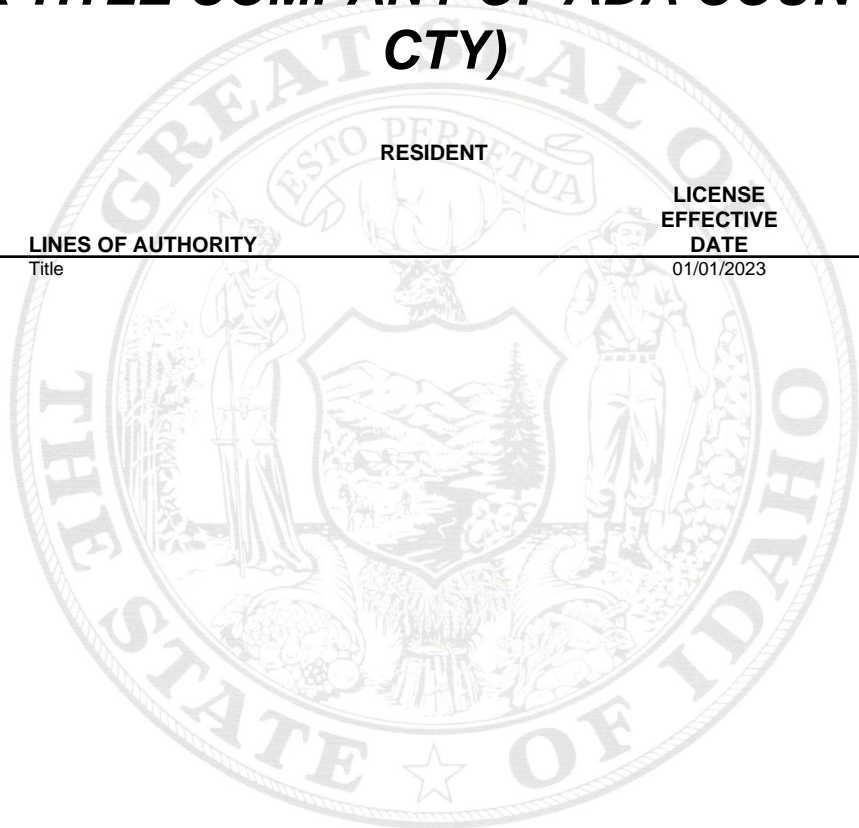 TITLE COMPANY OF ADA
CTY)
RESIDENT
LICENSE
EFFECTIVE
DATE
LINES OF AUTHORITY
Title
01/01/2023
GREAT SEAL OF
THE STATE OF IDAHO
ESTO PERPETUA